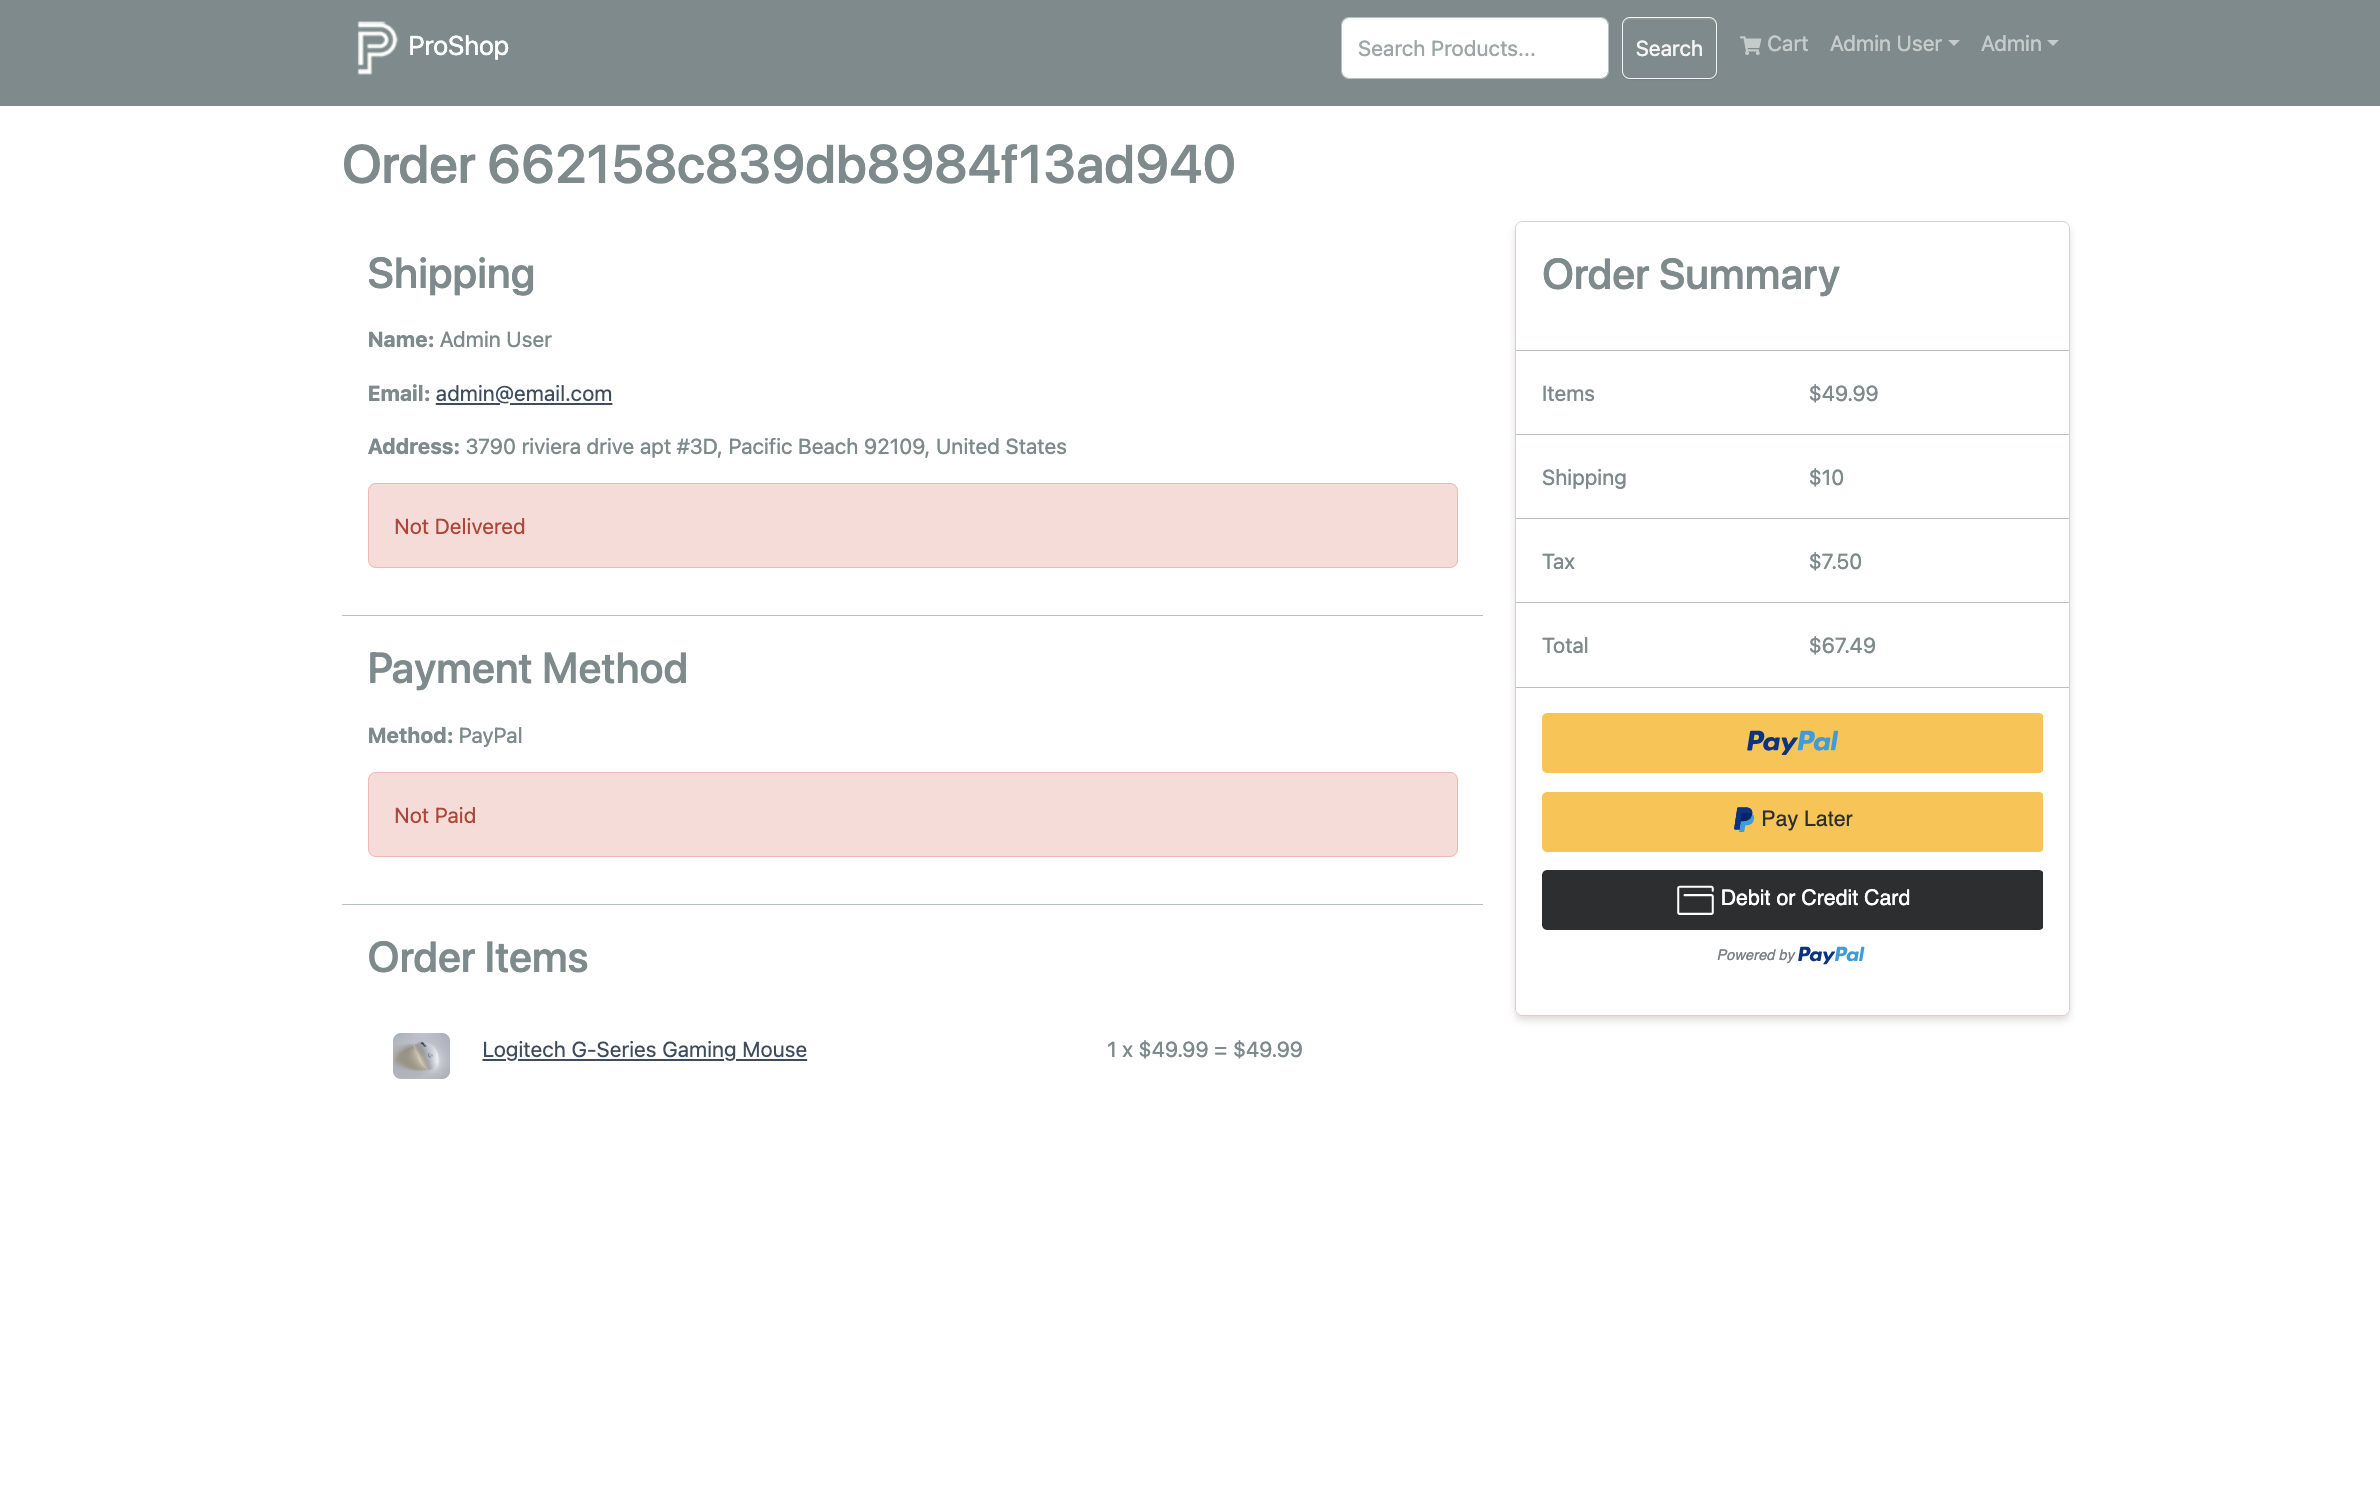 ProShop
Search Products...
Search
Cart
Admin User
Admin
Order 662158c839db8984f13ad940
Shipping
Name: Admin User
Email: admin@email.com
Address: 3790 riviera drive apt #3D, Pacific Beach 92109, United States
Not Delivered
Payment Method
Method: PayPal
Not Paid
Order Items
Logitech G-Series Gaming Mouse
1 x $49.99 = $49.99
Order Summary
Items $49.99
Shipping $10
Tax $7.50
Total $67.49
PayPal
Pay Later
Debit or Credit Card
Powered by PayPal